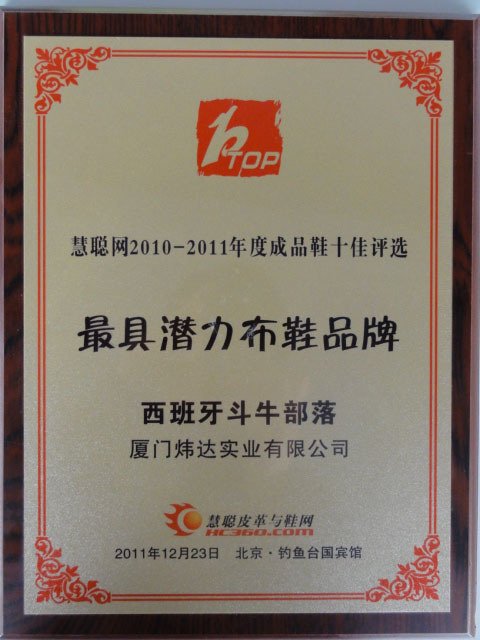 TOP
慧聪网2010-2011年度成品鞋十佳评选
最具潜力布鞋品牌
西班牙斗牛部落
厦门炜达实业有限公司
慧聪皮革与鞋网
HC360.com
2011年12月23日 北京·钓鱼台国宾馆